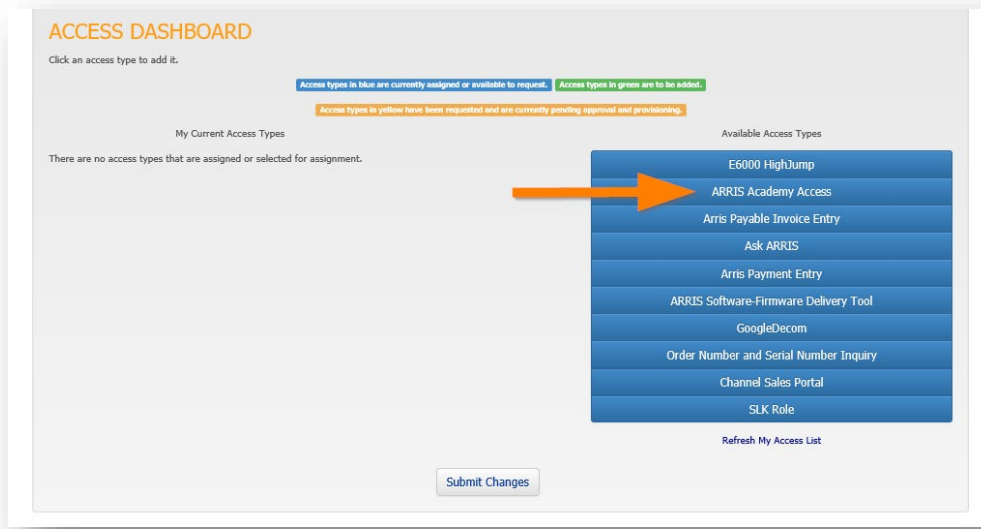 ACCESS DASHBOARD
Click an access type to add it.
Access types in blue are currently assigned or available to request. Access types in green are to be added.
Access types in yellow have been requested and are currently pending approval and provisioning.
My Current Access Types
There are no access types that are assigned or selected for assignment.
Available Access Types
E6000 HighJump
ARRIS Academy Access
Arris Payable Invoice Entry
Ask ARRIS
Arris Payment Entry
ARRIS Software-Firmware Delivery Tool
GoogleDecom
Order Number and Serial Number Inquiry
Channel Sales Portal
SLK Role
Refresh My Access List
Submit Changes